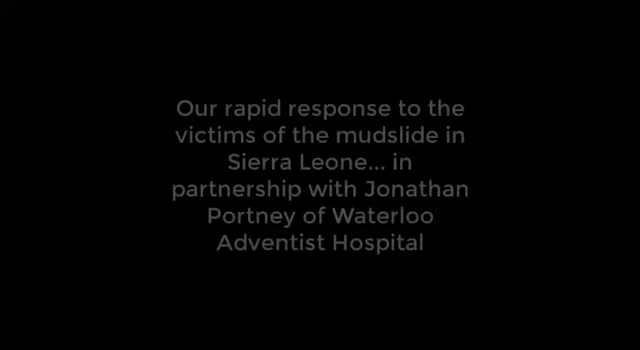 Our rapid response to the
victims of the mudslide in
Sierra Leone... in
partnership with Jonathan
Portney of Waterloo
Adventist Hospital